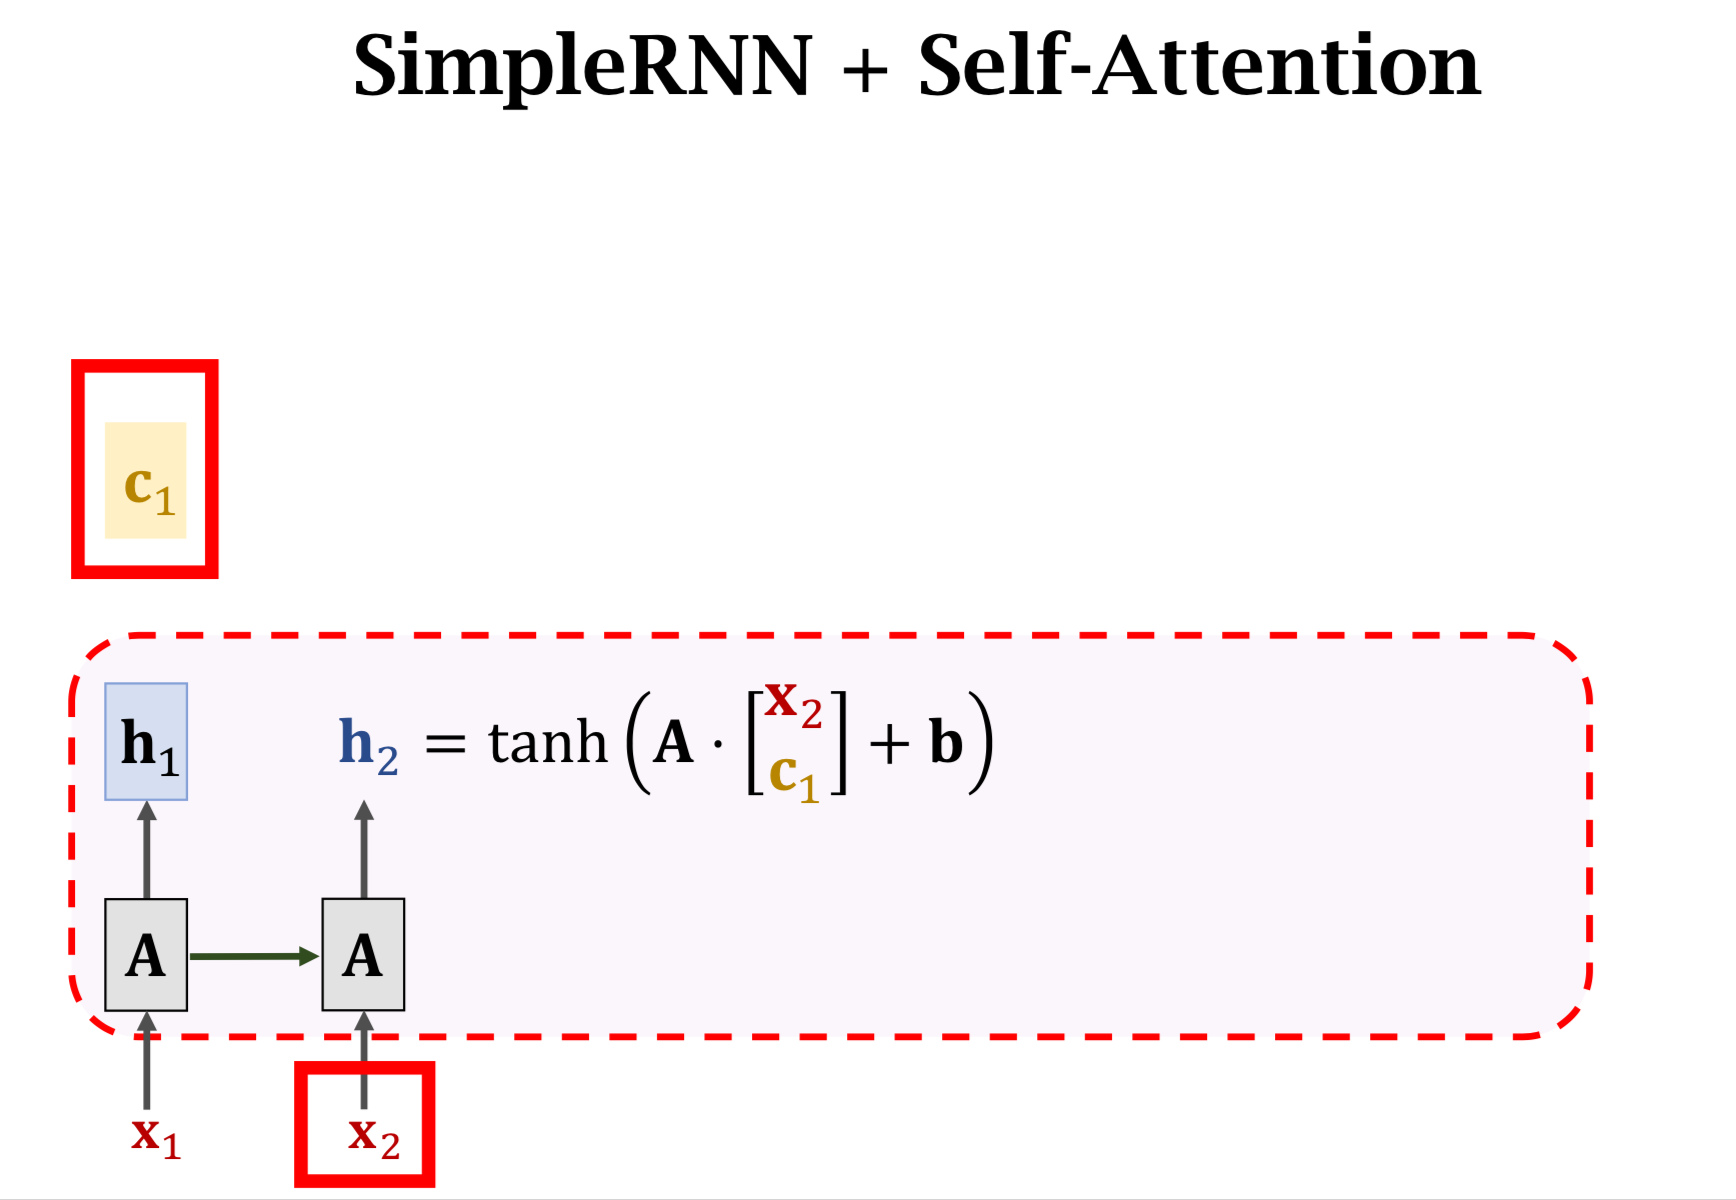 SimpleRNN + Self-Attention
c₁
h₁
h₂ = tanh (A · [x₂ c₁] + b)
A
A
x₁
x₂